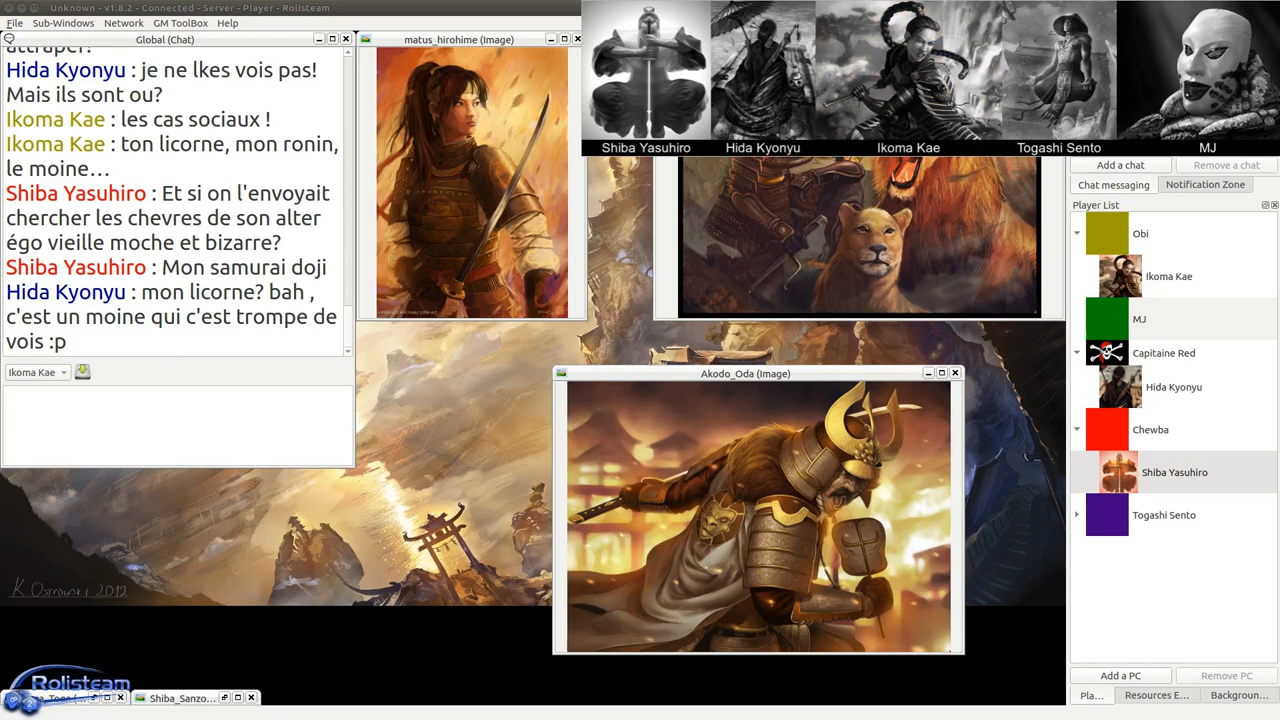 Unknown - v1.8.2 - Connected - Server - Player - Rolisteam
File Sub-Windows Network GM ToolBox Help
Global (Chat)
attraper!
Hida Kyonyu : je ne lkes vois pas!
Mais ils sont ou?
Ikoma Kae : les cas sociaux !
Ikoma Kae : ton licorne, mon ronin,
le moine…
Shiba Yasuhiro : Et si on l'envoyait
chercher les chevres de son alter
égo vieille moche et bizarre?
Shiba Yasuhiro : Mon samurai doji
Hida Kyonyu : mon licorne? bah ,
c'est un moine qui c'est trompe de
vois :p
Ikoma Kae
matus_hirohime (Image)
Shiba Yasuhiro Hida Kyonyu Ikoma Kae Togashi Sento MJ
Akodo_Oda (Image)
Add a chat Remove a chat
Chat messaging Notification Zone
Player List
Obi
Ikoma Kae
MJ
Capitaine Red
Hida Kyonyu
Chewba
Shiba Yasuhiro
Togashi Sento
Add a PC Remove PC
Pla... Resources E... Backgroun...
K Ostrowski 2012
Rolisteam
Shiba_Sanzo...